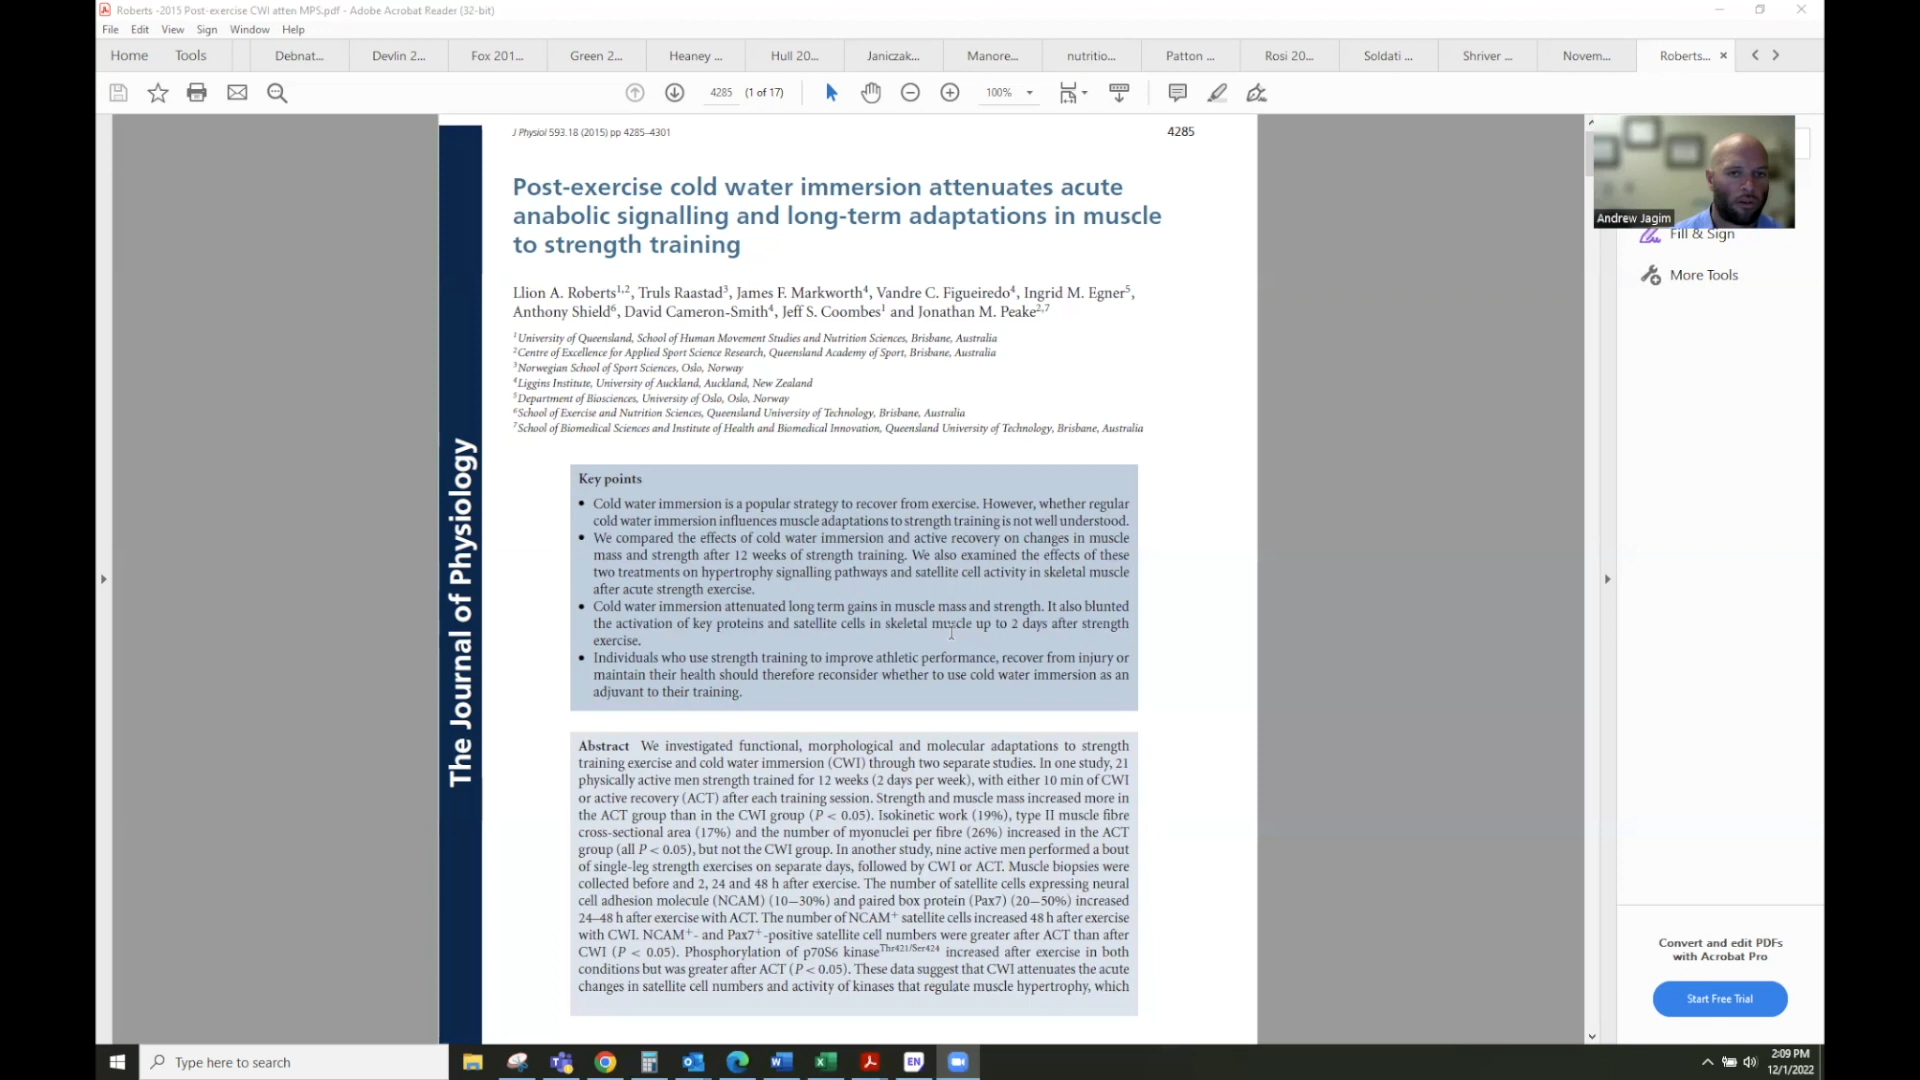 Roberts -2015 Post-exercise CWI atten MPS.pdf - Adobe Acrobat Reader (32-bit)
File Edit View Sign Window Help
Home Tools Debnat... Devlin 2... Fox 201... Green 2... Heaney ... Hull 20... Janiczak... Manore... nutritio... Patton ... Rosi 20... Soldati ... Shriver ... Novem... Roberts...
4285 (1 of 17) 100%
J Physiol 593.18 (2015) pp 4285–4301 4285
Post-exercise cold water immersion attenuates acute
anabolic signalling and long-term adaptations in muscle
to strength training
Llion A. Roberts1,2, Truls Raastad3, James F. Markworth4, Vandre C. Figueiredo4, Ingrid M. Egner5,
Anthony Shield6, David Cameron-Smith4, Jeff S. Coombes1 and Jonathan M. Peake2,7
1University of Queensland, School of Human Movement Studies and Nutrition Sciences, Brisbane, Australia
2Centre of Excellence for Applied Sport Science Research, Queensland Academy of Sport, Brisbane, Australia
3Norwegian School of Sport Sciences, Oslo, Norway
4Liggins Institute, University of Auckland, Auckland, New Zealand
5Department of Biosciences, University of Oslo, Oslo, Norway
6School of Exercise and Nutrition Sciences, Queensland University of Technology, Brisbane, Australia
7School of Biomedical Sciences and Institute of Health and Biomedical Innovation, Queensland University of Technology, Brisbane, Australia
The Journal of Physiology
Key points
• Cold water immersion is a popular strategy to recover from exercise. However, whether regular
cold water immersion influences muscle adaptations to strength training is not well understood.
• We compared the effects of cold water immersion and active recovery on changes in muscle
mass and strength after 12 weeks of strength training. We also examined the effects of these
two treatments on hypertrophy signalling pathways and satellite cell activity in skeletal muscle
after acute strength exercise.
• Cold water immersion attenuated long term gains in muscle mass and strength. It also blunted
the activation of key proteins and satellite cells in skeletal muscle up to 2 days after strength
exercise.
• Individuals who use strength training to improve athletic performance, recover from injury or
maintain their health should therefore reconsider whether to use cold water immersion as an
adjuvant to their training.
Abstract We investigated functional, morphological and molecular adaptations to strength
training exercise and cold water immersion (CWI) through two separate studies. In one study, 21
physically active men strength trained for 12 weeks (2 days per week), with either 10 min of CWI
or active recovery (ACT) after each training session. Strength and muscle mass increased more in
the ACT group than in the CWI group (P < 0.05). Isokinetic work (19%), type II muscle fibre
cross-sectional area (17%) and the number of myonuclei per fibre (26%) increased in the ACT
group (all P < 0.05), but not the CWI group. In another study, nine active men performed a bout
of single-leg strength exercises on separate days, followed by CWI or ACT. Muscle biopsies were
collected before and 2, 24 and 48 h after exercise. The number of satellite cells expressing neural
cell adhesion molecule (NCAM) (10–30%) and paired box protein (Pax7) (20–50%) increased
24–48 h after exercise with ACT. The number of NCAM+ satellite cells increased 48 h after exercise
with CWI. NCAM+- and Pax7+-positive satellite cell numbers were greater after ACT than after
CWI (P < 0.05). Phosphorylation of p70S6 kinaseThr421/Ser424 increased after exercise in both
conditions but was greater after ACT (P < 0.05). These data suggest that CWI attenuates the acute
changes in satellite cell numbers and activity of kinases that regulate muscle hypertrophy, which
Andrew Jagim
Fill & Sign
More Tools
Convert and edit PDFs
with Acrobat Pro
Start Free Trial
Type here to search
EN
2:09 PM
12/1/2022